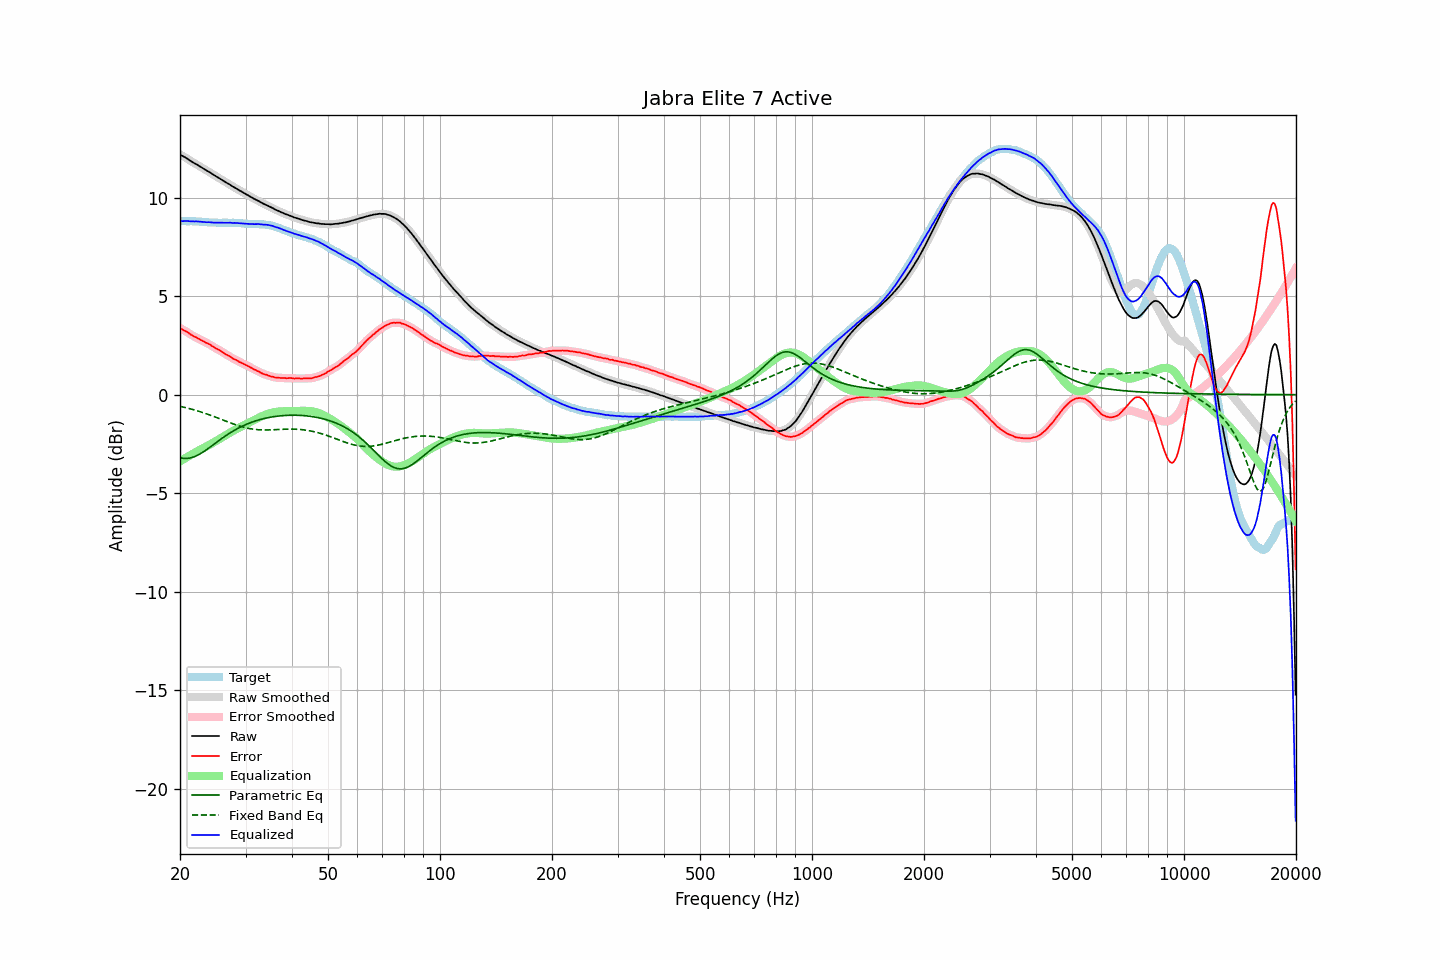 Jabra Elite 7 Active
Amplitude (dBr)
10
5
0
−5
−10
−15
−20
Target
Raw Smoothed
Error Smoothed
Raw
Error
Equalization
Parametric Eq
Fixed Band Eq
Equalized
20
50
100
200
500
1000
2000
5000
10000
20000
Frequency (Hz)